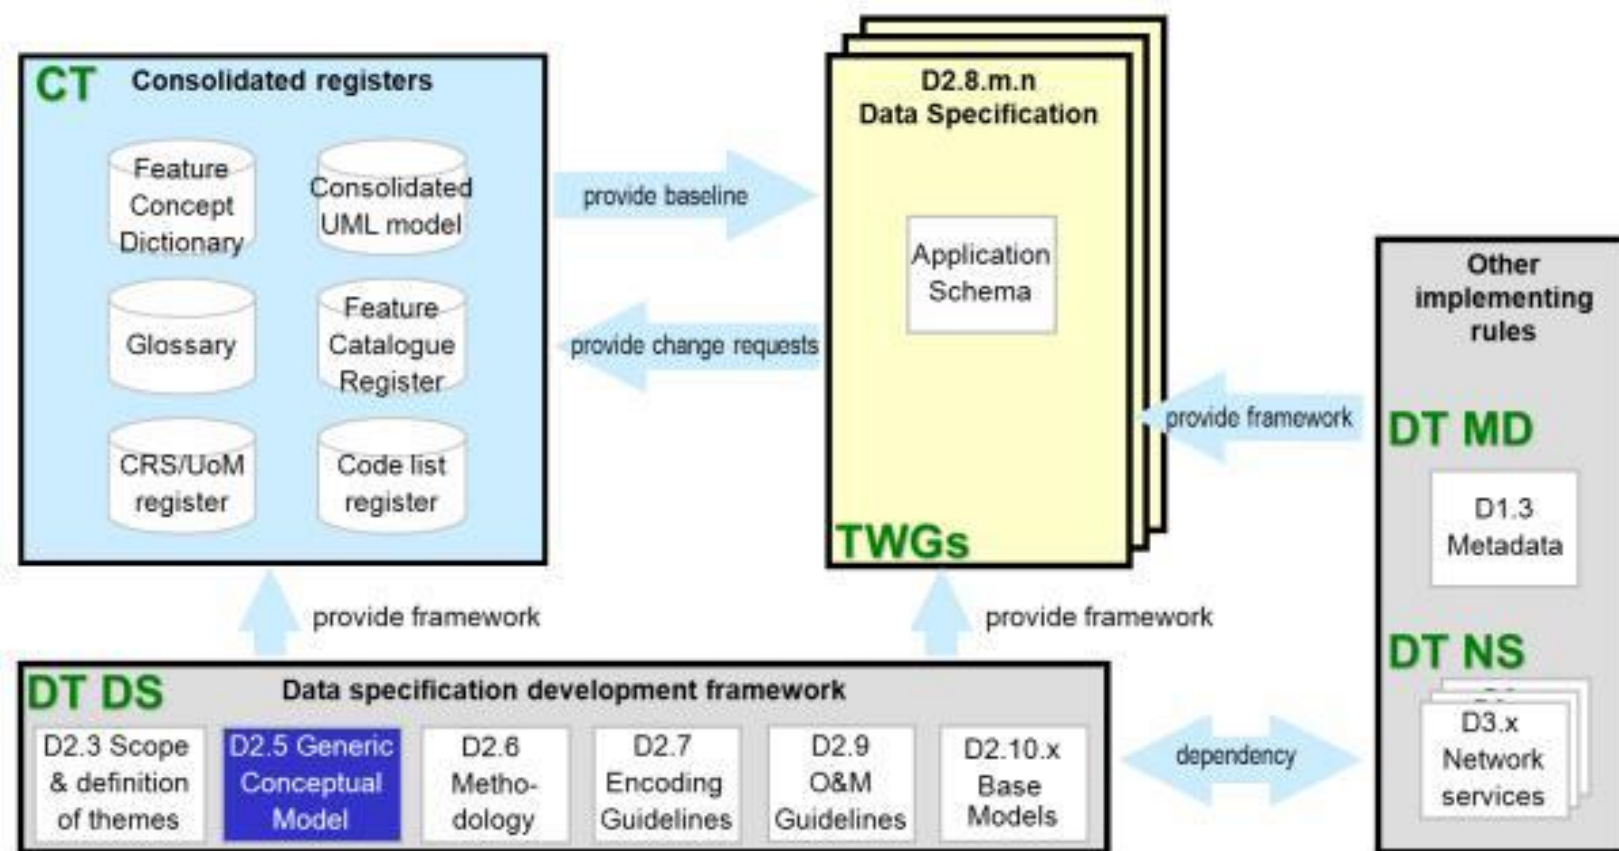 CT Consolidated registers
Feature
Concept
Dictionary
Consolidated
UML model
Glossary
Feature
Catalogue
Register
CRS/UoM
register
Code list
register
provide baseline
provide change requests
D2.8.m.n
Data Specification
Application
Schema
TWGs
provide framework
Other
implementing
rules
DT MD
D1.3
Metadata
DT NS
D3.x
Network
services
provide framework
provide framework
DT DS Data specification development framework
D2.3 Scope
& definition
of themes
D2.5 Generic
Conceptual
Model
D2.6
Metho-
dology
D2.7
Encoding
Guidelines
D2.9
O&M
Guidelines
D2.10.x
Base
Models
dependency